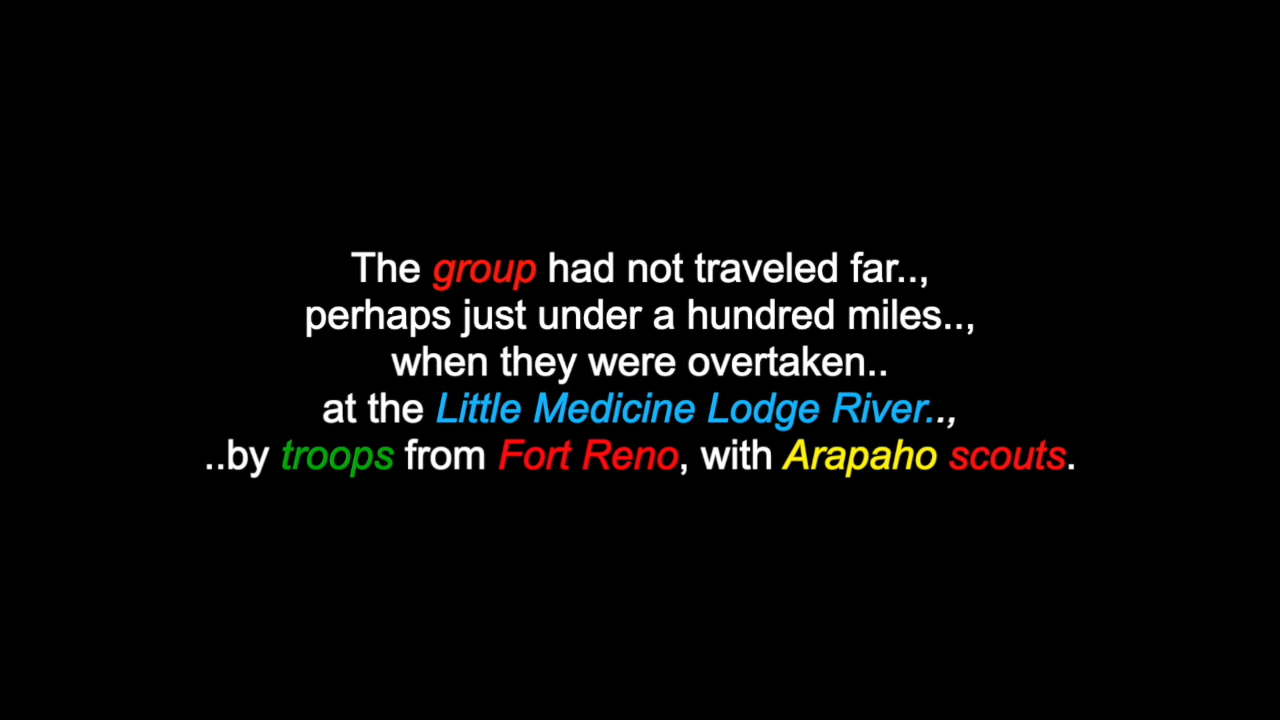 The group had not traveled far..,
perhaps just under a hundred miles..,
when they were overtaken..
at the Little Medicine Lodge River..,
..by troops from Fort Reno, with Arapaho scouts.